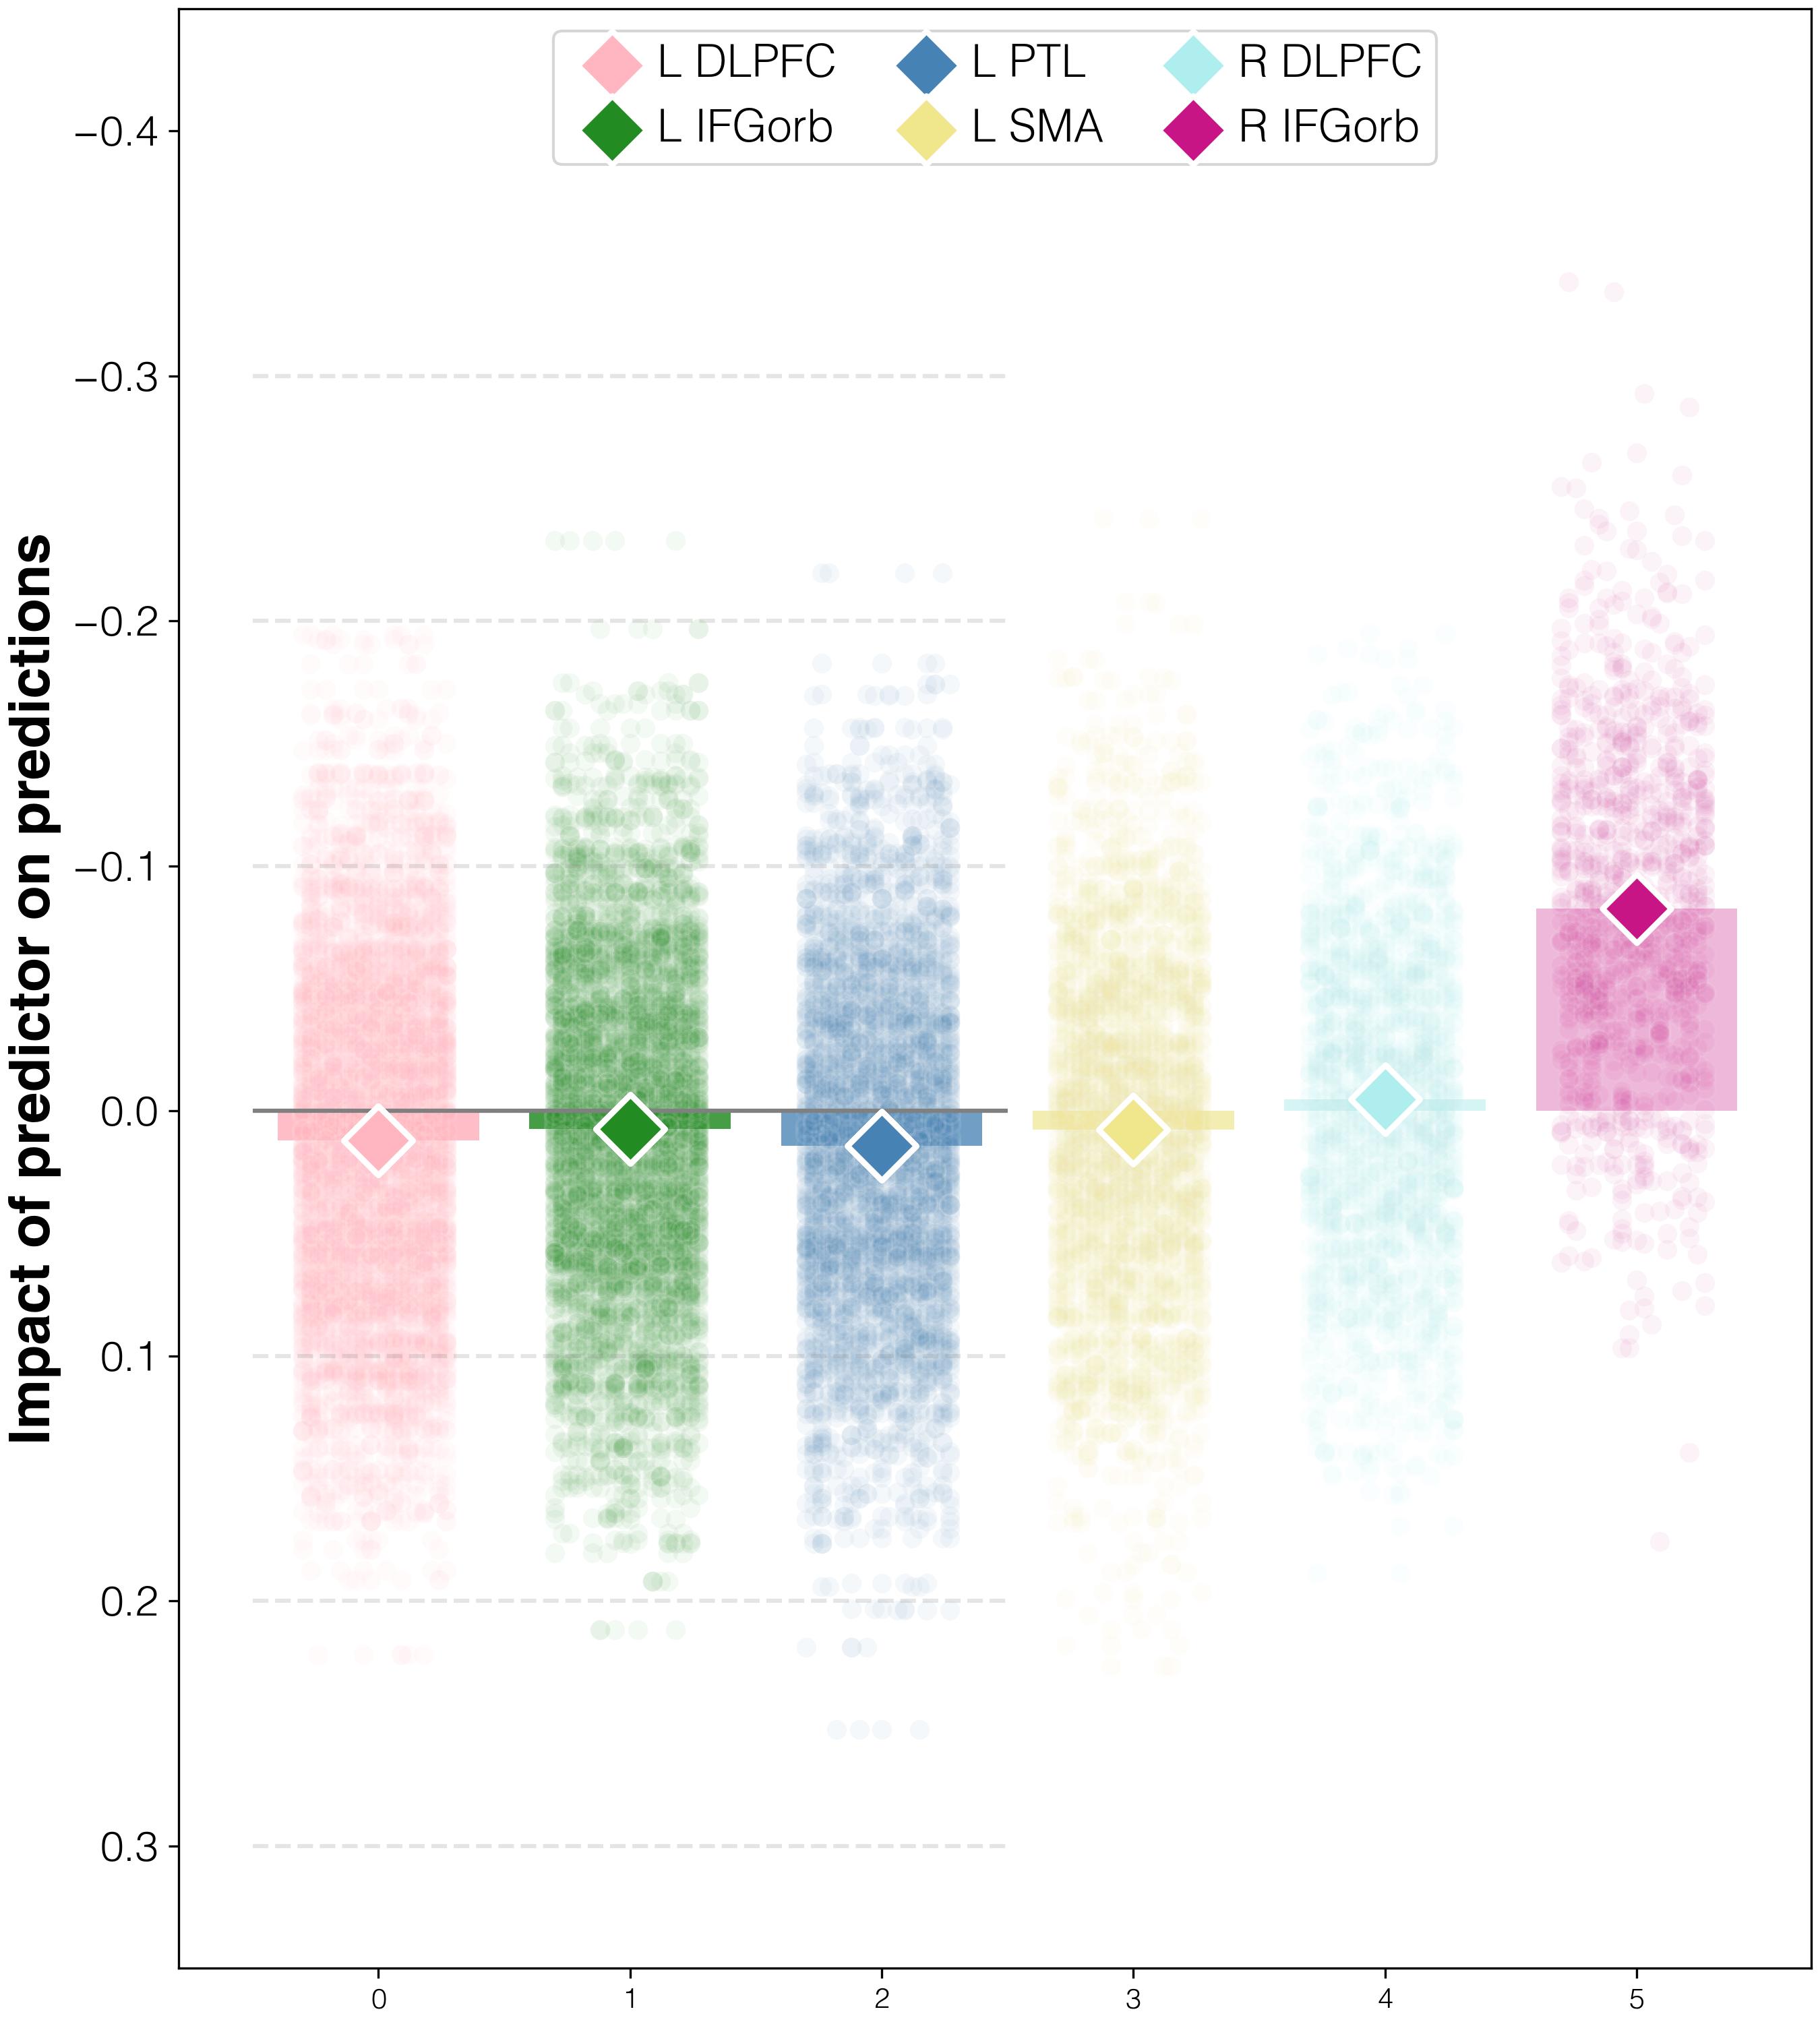 L DLPFC L PTL R DLPFC
L IFGorb L SMA R IFGorb
Impact of predictor on predictions
−0.4
−0.3
−0.2
−0.1
0.0
0.1
0.2
0.3
0 1 2 3 4 5